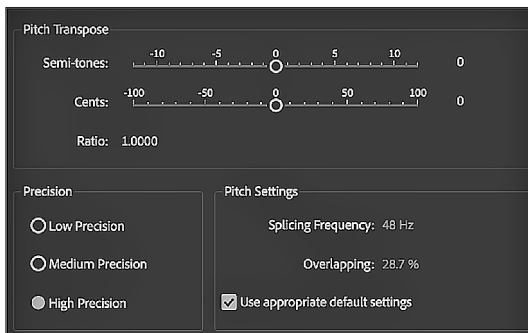 Pitch Transpose
-10 -5 0 5 10
Semi-tones: 0
-100 -50 0 50 100
Cents: 0
Ratio: 1.0000
Precision
Low Precision
Medium Precision
High Precision
Pitch Settings
Splicing Frequency: 48 Hz
Overlapping: 28.7 %
Use appropriate default settings